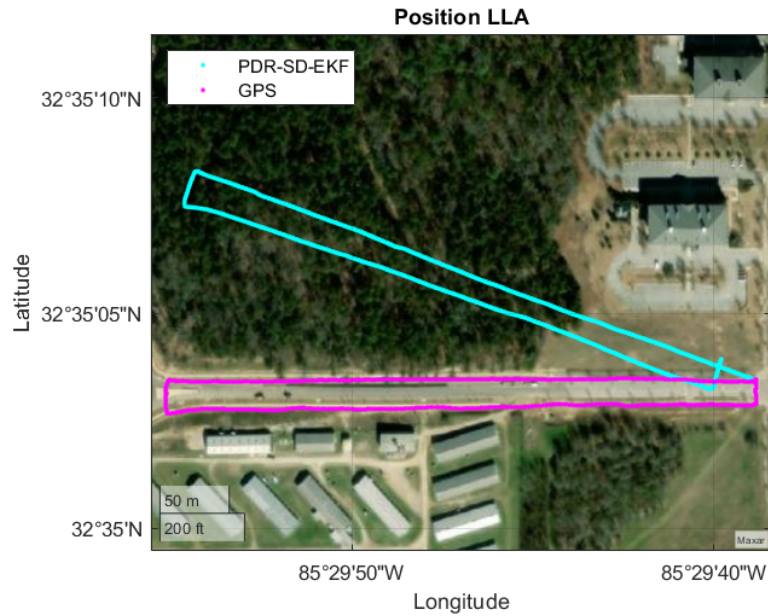 Position LLA
PDR-SD-EKF
GPS
32°35'10"N
32°35'05"N
32°35'N
Latitude
50 m
200 ft
Maxar
85°29'50"W
85°29'40"W
Longitude